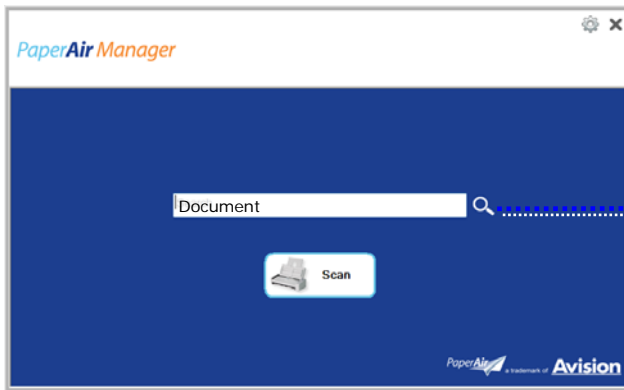 PaperAir Manager
Document
Scan
PaperAir a trademark of Avision